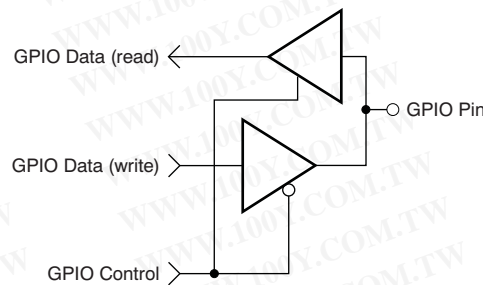 GPIO Data (read)
GPIO Pin
GPIO Data (write)
GPIO Control
WWW.100Y.COM.TW